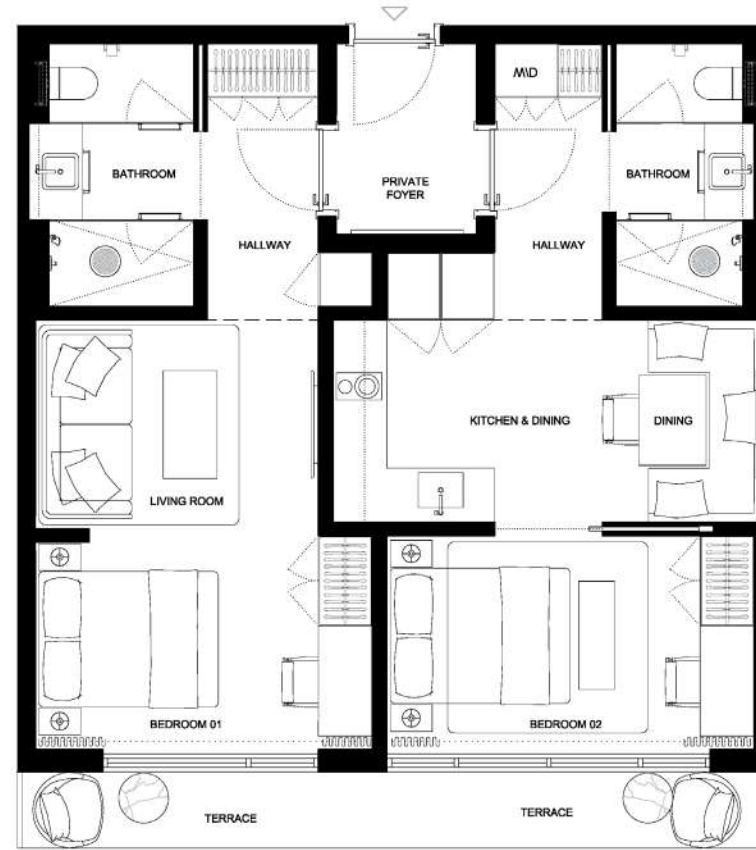 M\D
BATHROOM
PRIVATE
FOYER
BATHROOM
HALLWAY
HALLWAY
KITCHEN & DINING
DINING
LIVING ROOM
BEDROOM 01
BEDROOM 02
TERRACE
TERRACE